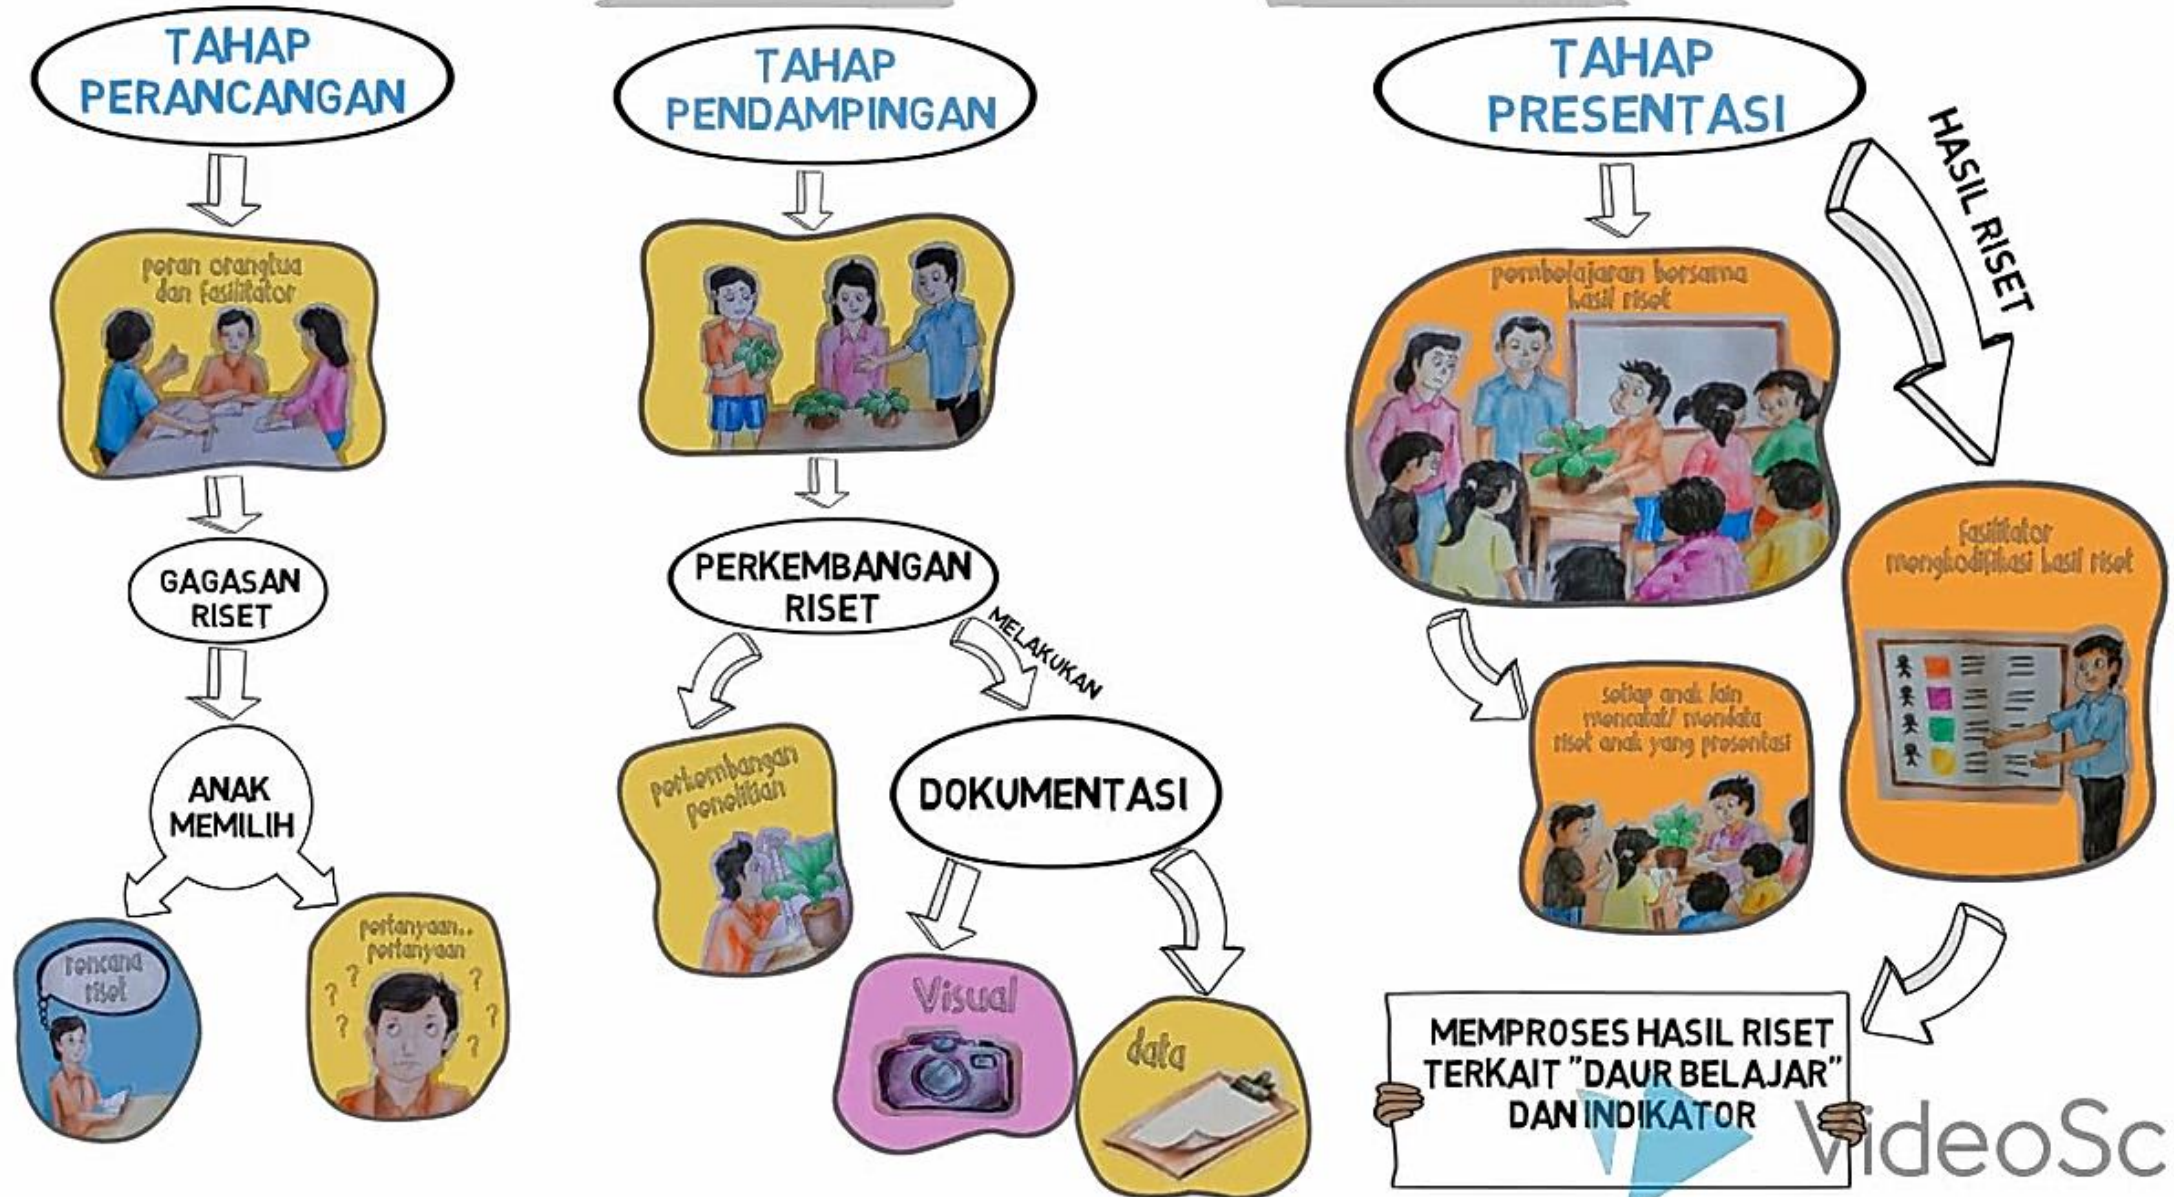 TAHAP
PERANCANGAN
peran orangtua
dan fasilitator
GAGASAN
RISET
ANAK
MEMILIH
rencana
riset
pertanyaan..
pertanyaan
? ? ? ? ? ?
TAHAP
PENDAMPINGAN
PERKEMBANGAN
RISET
MELAKUKAN
perkembangan
penelitian
DOKUMENTASI
Visual
data
TAHAP
PRESENTASI
HASIL RISET
pembelajaran bersama
hasil riset
setiap anak lain
mencatat/ mendata
riset anak yang presentasi
fasilitator
mengkodifikasi hasil riset
MEMPROSES HASIL RISET
TERKAIT "DAUR BELAJAR"
DAN INDIKATOR
VideoSc